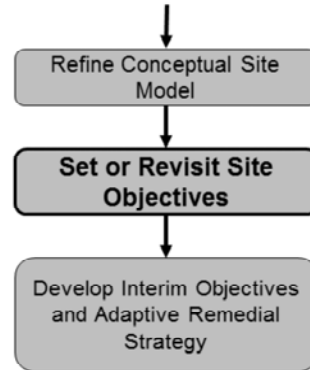 Refine Conceptual Site
Model
Set or Revisit Site
Objectives
Develop Interim Objectives
and Adaptive Remedial
Strategy